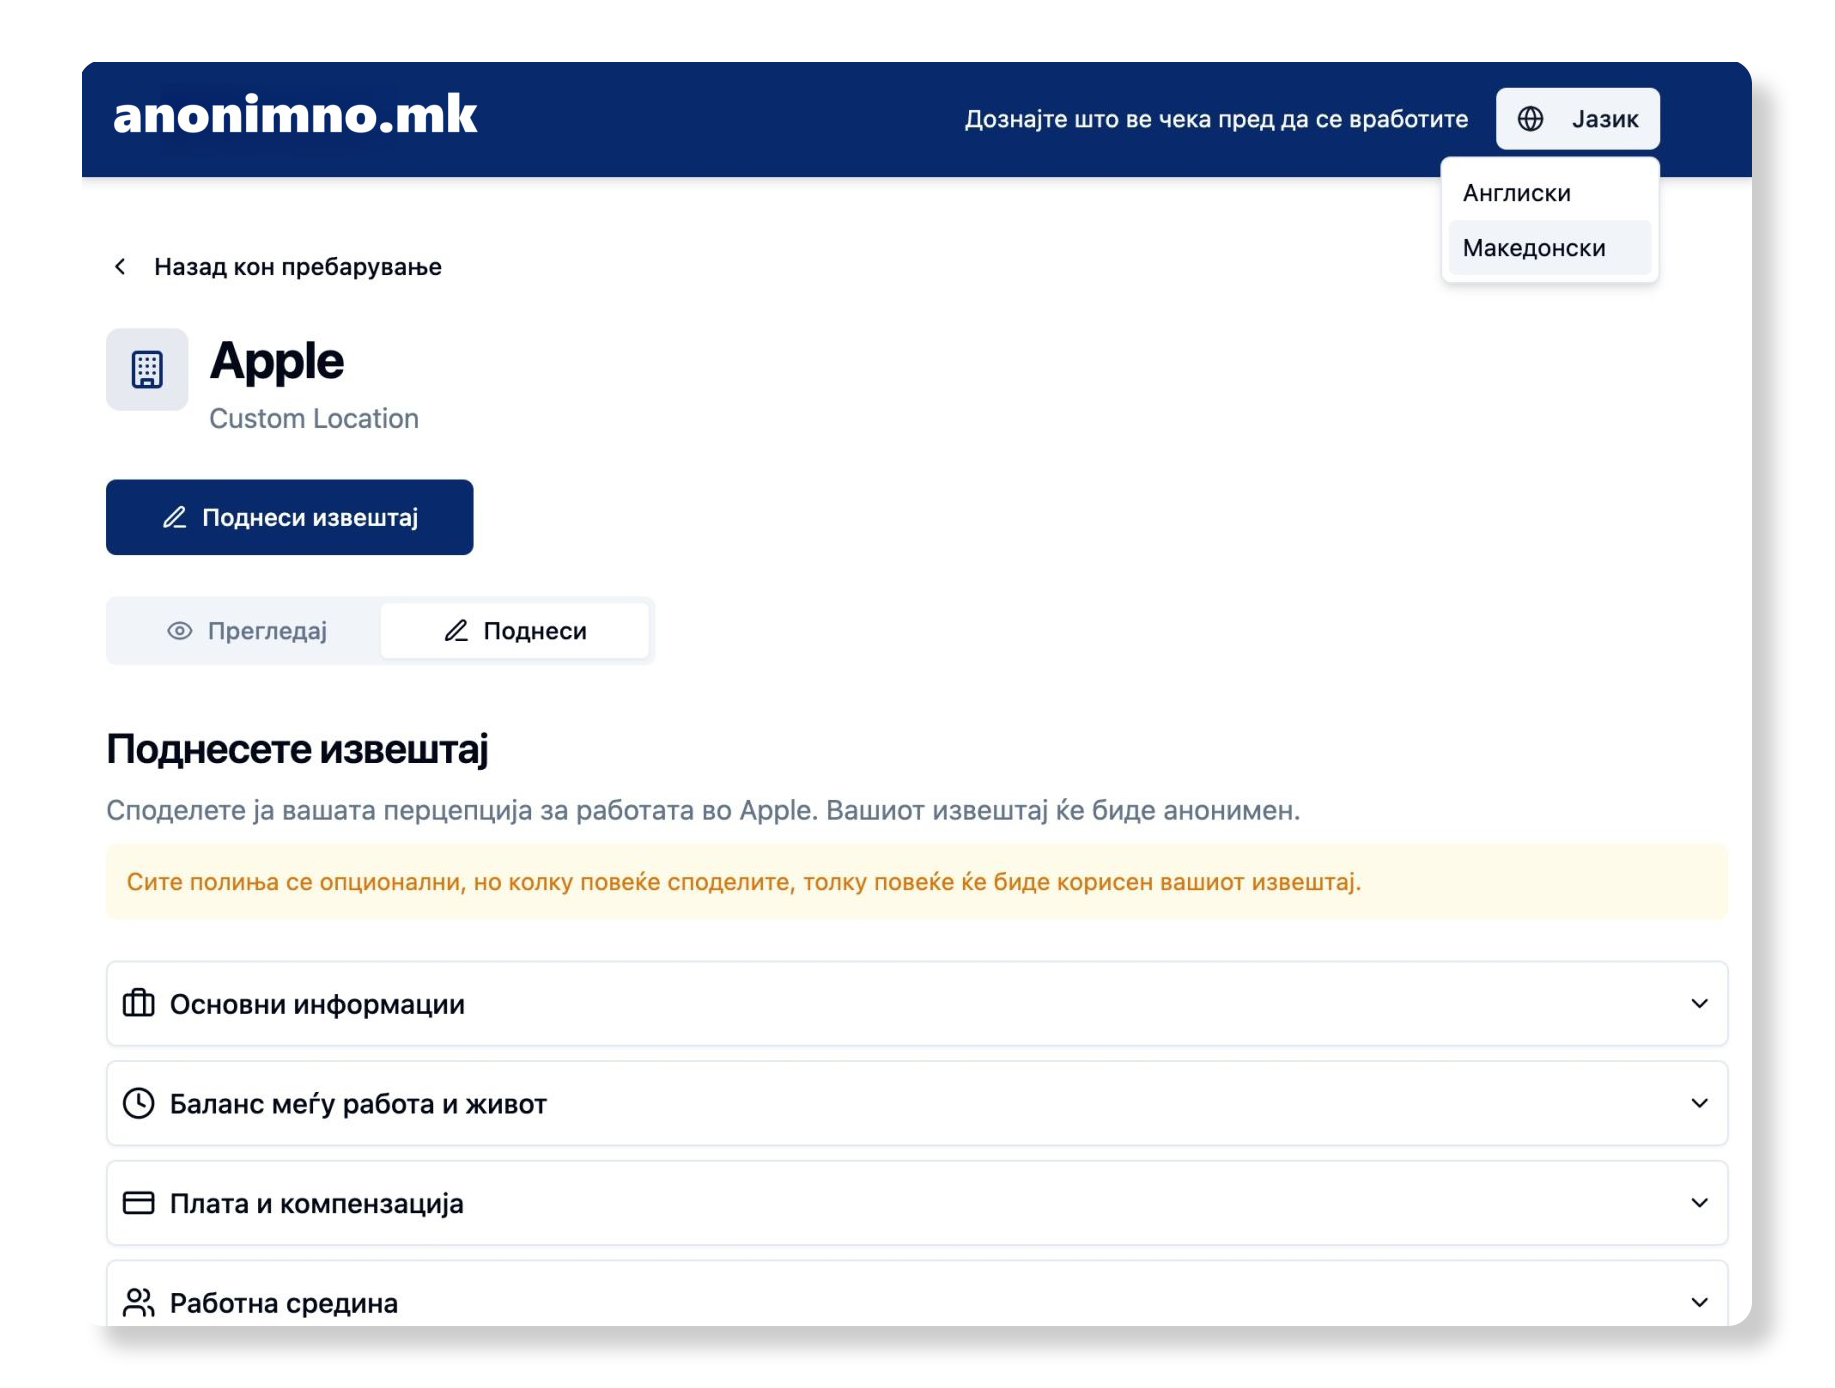 anonimno.mk
Дознајте што ве чека пред да се вработите
Јазик
Англиски
Македонски
Назад кон пребарување
Apple
Custom Location
Поднеси извештај
Прегледај
Поднеси
Поднесете извештај
Споделете ја вашата перцепција за работата во Apple. Вашиот извештај ќе биде анонимен.
Сите полиња се опционални, но колку повеќе споделите, толку повеќе ќе биде корисен вашиот извештај.
Основни информации
Баланс меѓу работа и живот
Плата и компензација
Работна средина